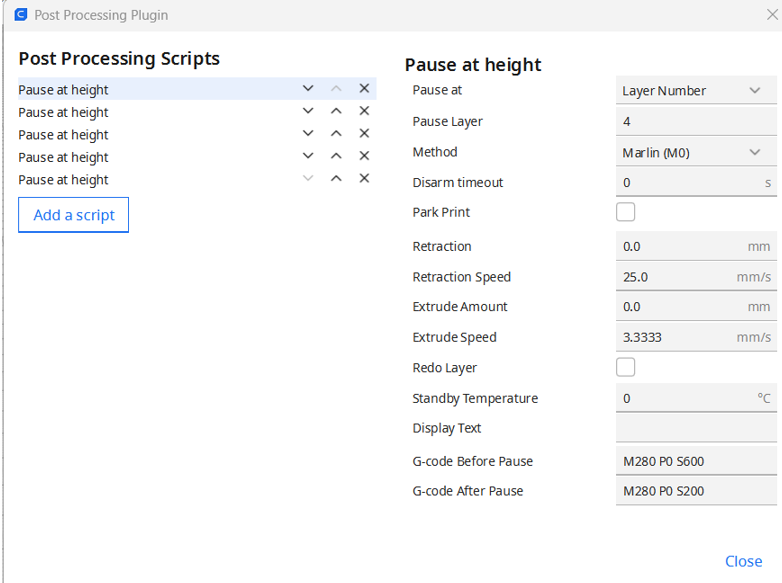 Post Processing Plugin
Post Processing Scripts
Pause at height
Pause at height
Pause at height
Pause at height
Pause at height
Add a script
Pause at height
Pause at Layer Number
Pause Layer 4
Method Marlin (M0)
Disarm timeout 0 s
Park Print
Retraction 0.0 mm
Retraction Speed 25.0 mm/s
Extrude Amount 0.0 mm
Extrude Speed 3.3333 mm/s
Redo Layer
Standby Temperature 0 °C
Display Text
G-code Before Pause M280 P0 S600
G-code After Pause M280 P0 S200
Close